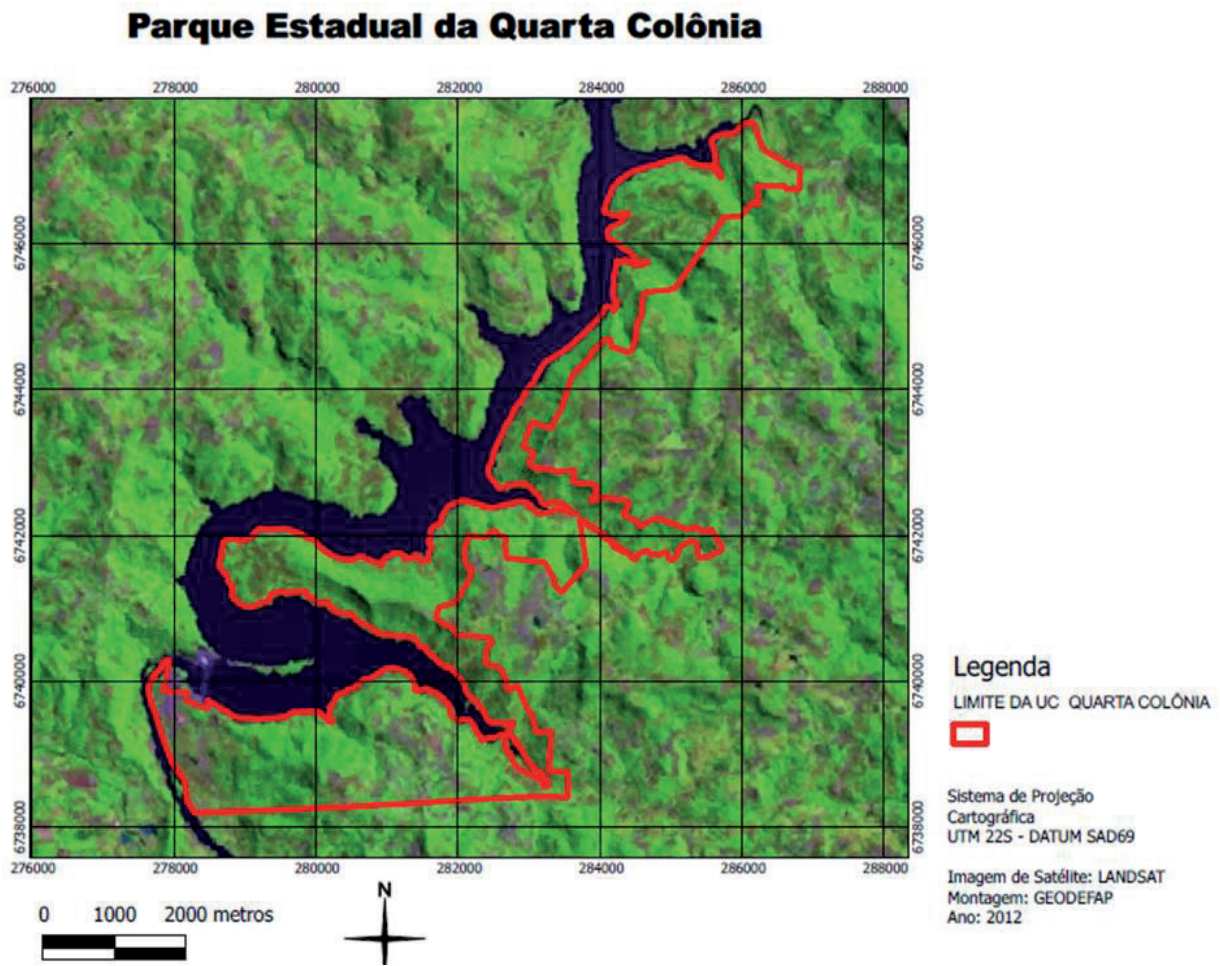 Parque Estadual da Quarta Colônia
276000 278000 280000 282000 284000 286000 288000
6746000 6746000
6744000 6744000
6742000 6742000
6740000 6740000
6738000 6738000
276000 278000 280000 282000 284000 286000 288000
Legenda
LIMITE DA UC QUARTA COLÔNIA
Sistema de Projeção
Cartográfica
UTM 22S - DATUM SAD69
Imagem de Satélite: LANDSAT
Montagem: GEODEFAP
Ano: 2012
0 1000 2000 metros
N